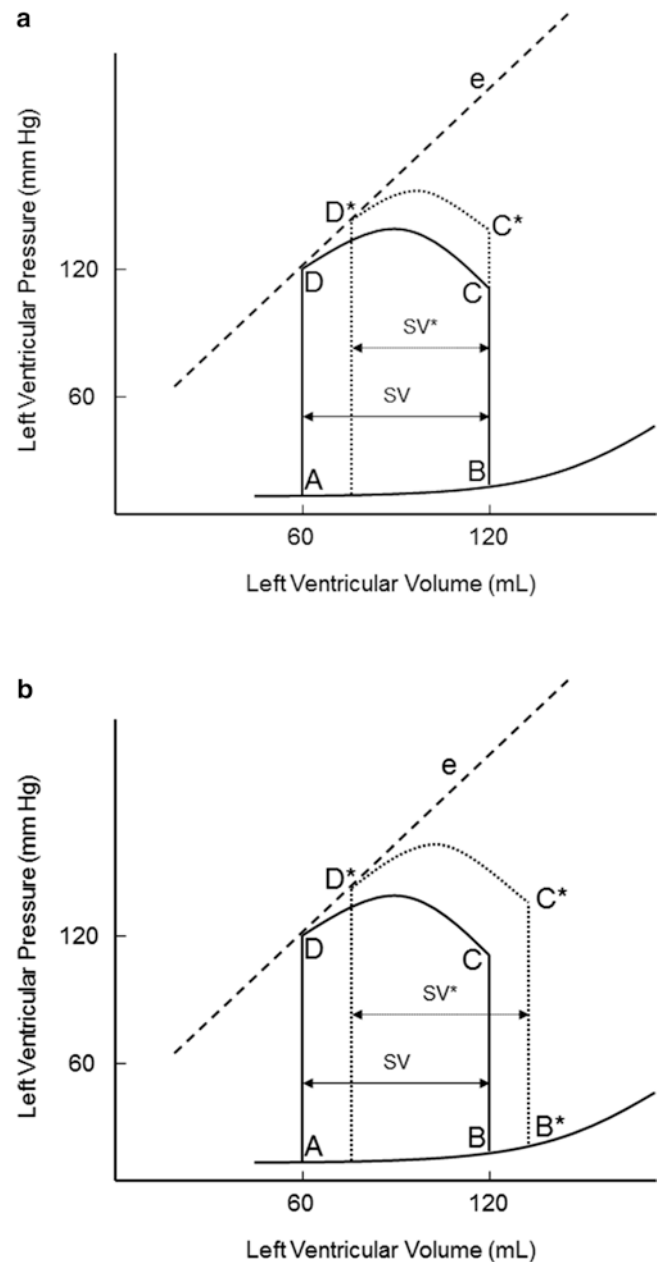 a
Left Ventricular Pressure (mm Hg)
e
D*
C*
120
D
C
SV*
60
SV
A
B
60
120
Left Ventricular Volume (mL)
b
Left Ventricular Pressure (mm Hg)
e
D*
C*
120
D
C
SV*
60
SV
A
B
B*
60
120
Left Ventricular Volume (mL)